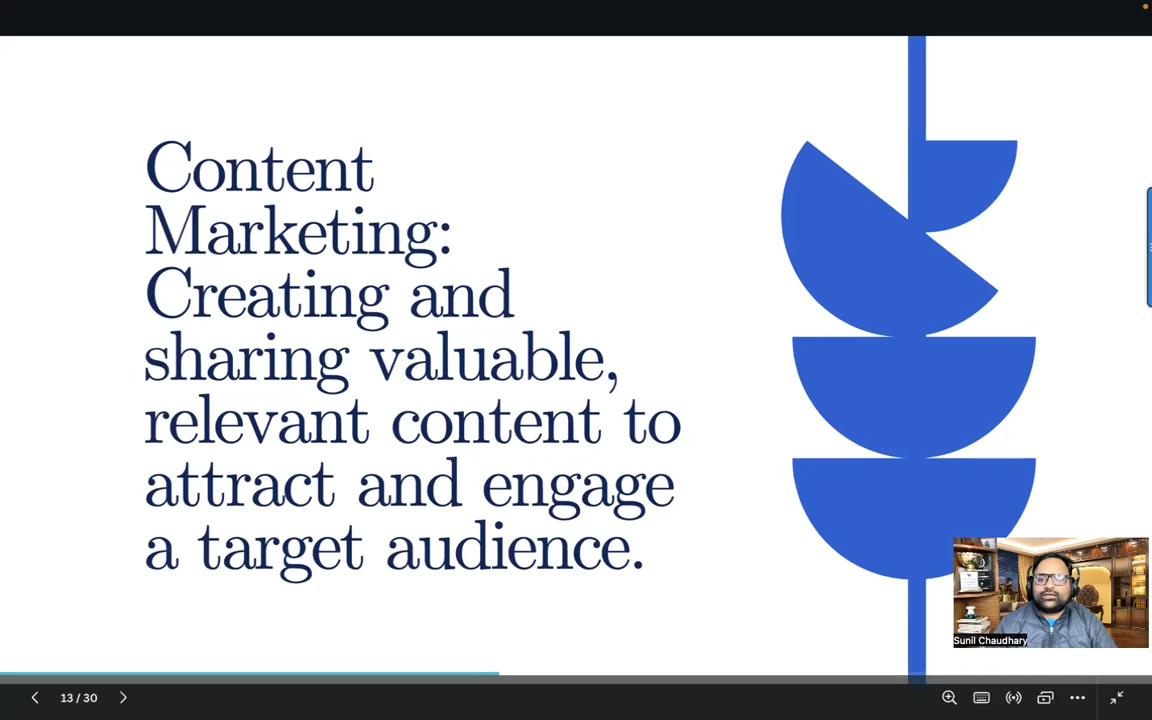 Content
Marketing:
Creating and
sharing valuable,
relevant content to
attract and engage
a target audience.
Sunil Chaudhary
13 / 30